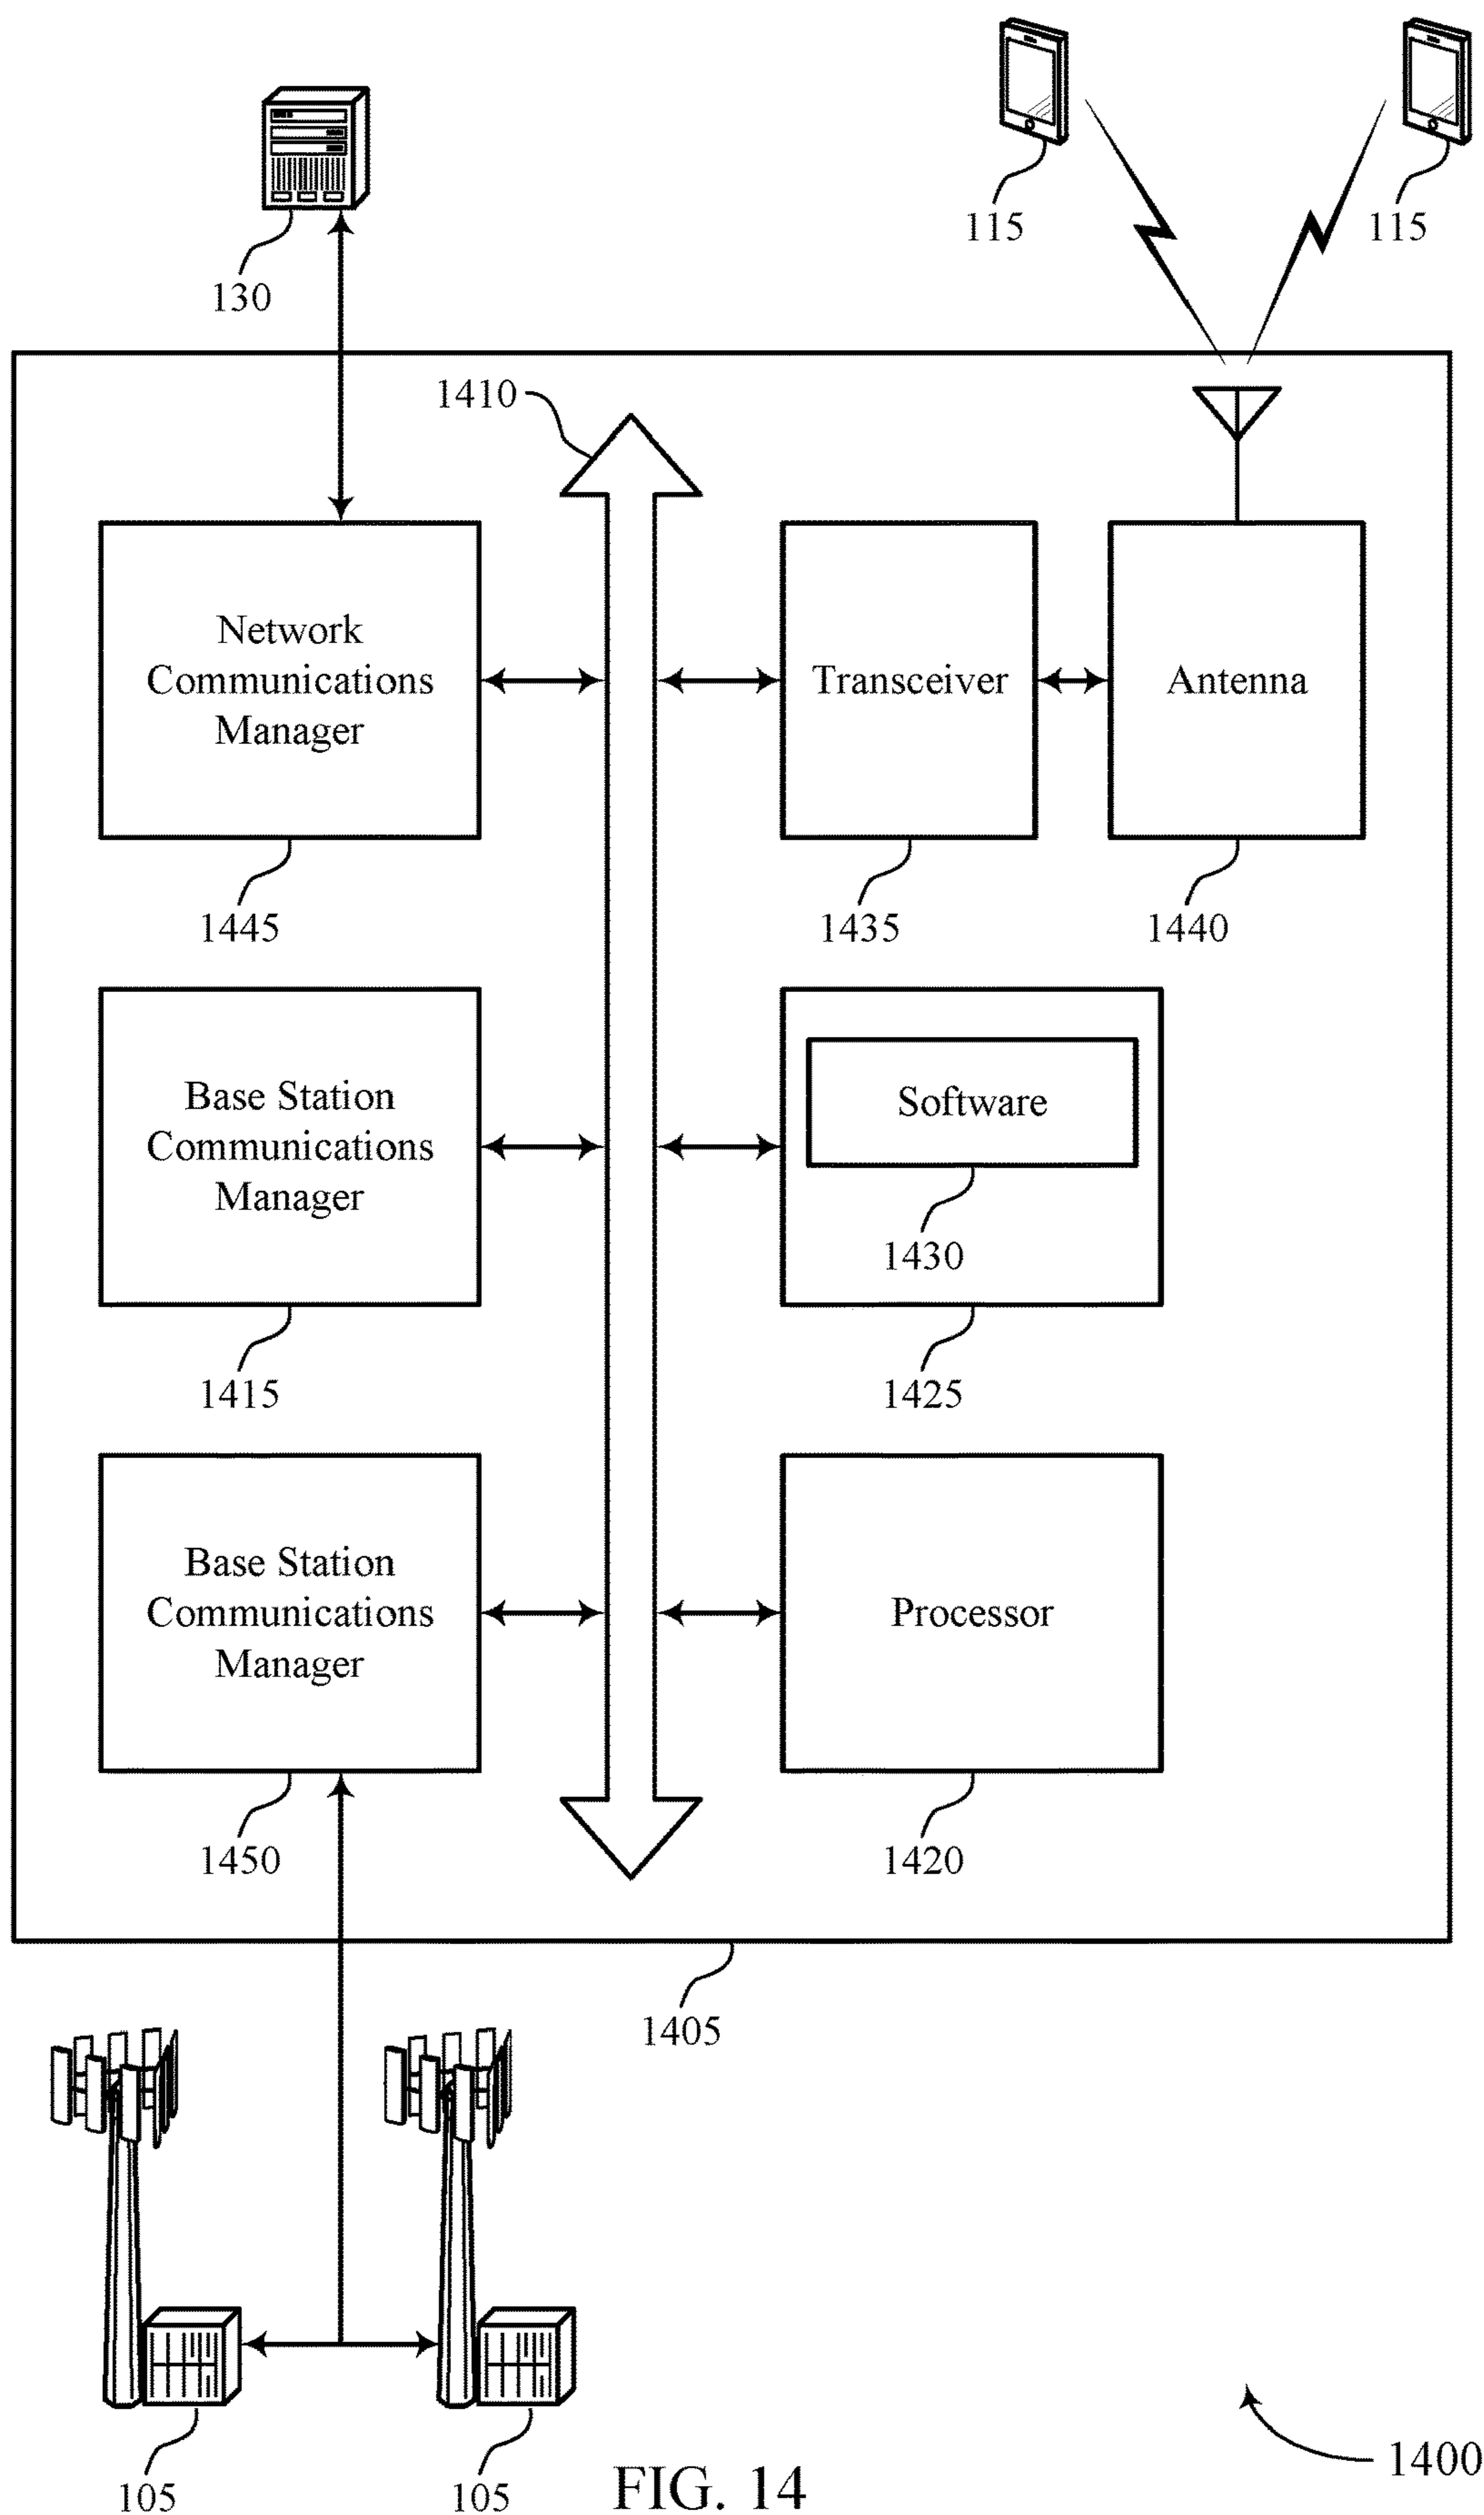 115
115
130
1410
Network
Communications
Manager
Transceiver
Antenna
1445
1435
1440
Base Station
Communications
Manager
Software
1430
1415
1425
Base Station
Communications
Manager
Processor
1450
1420
1405
105
105
FIG. 14
1400